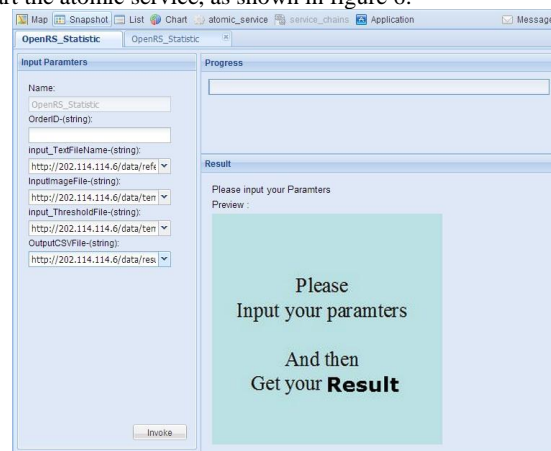 art the atomic service, as shown in figure 6.
Map Snapshot List Chart atomic_service service_chains Application Message
OpenRS_Statistic OpenRS_Statistic
Input Paramters
Name:
OpenRS_Statistic
OrderID-(string):
input_TextFileName-(string):
http://202.114.114.6/data/refe
InputImageFile-(string):
http://202.114.114.6/data/tem
input_ThresholdFile-(string):
http://202.114.114.6/data/tem
OutputCSVFile-(string):
http://202.114.114.6/data/resu
Invoke
Progress
Result
Please input your Paramters
Preview :
Please
Input your paramters
And then
Get your Result